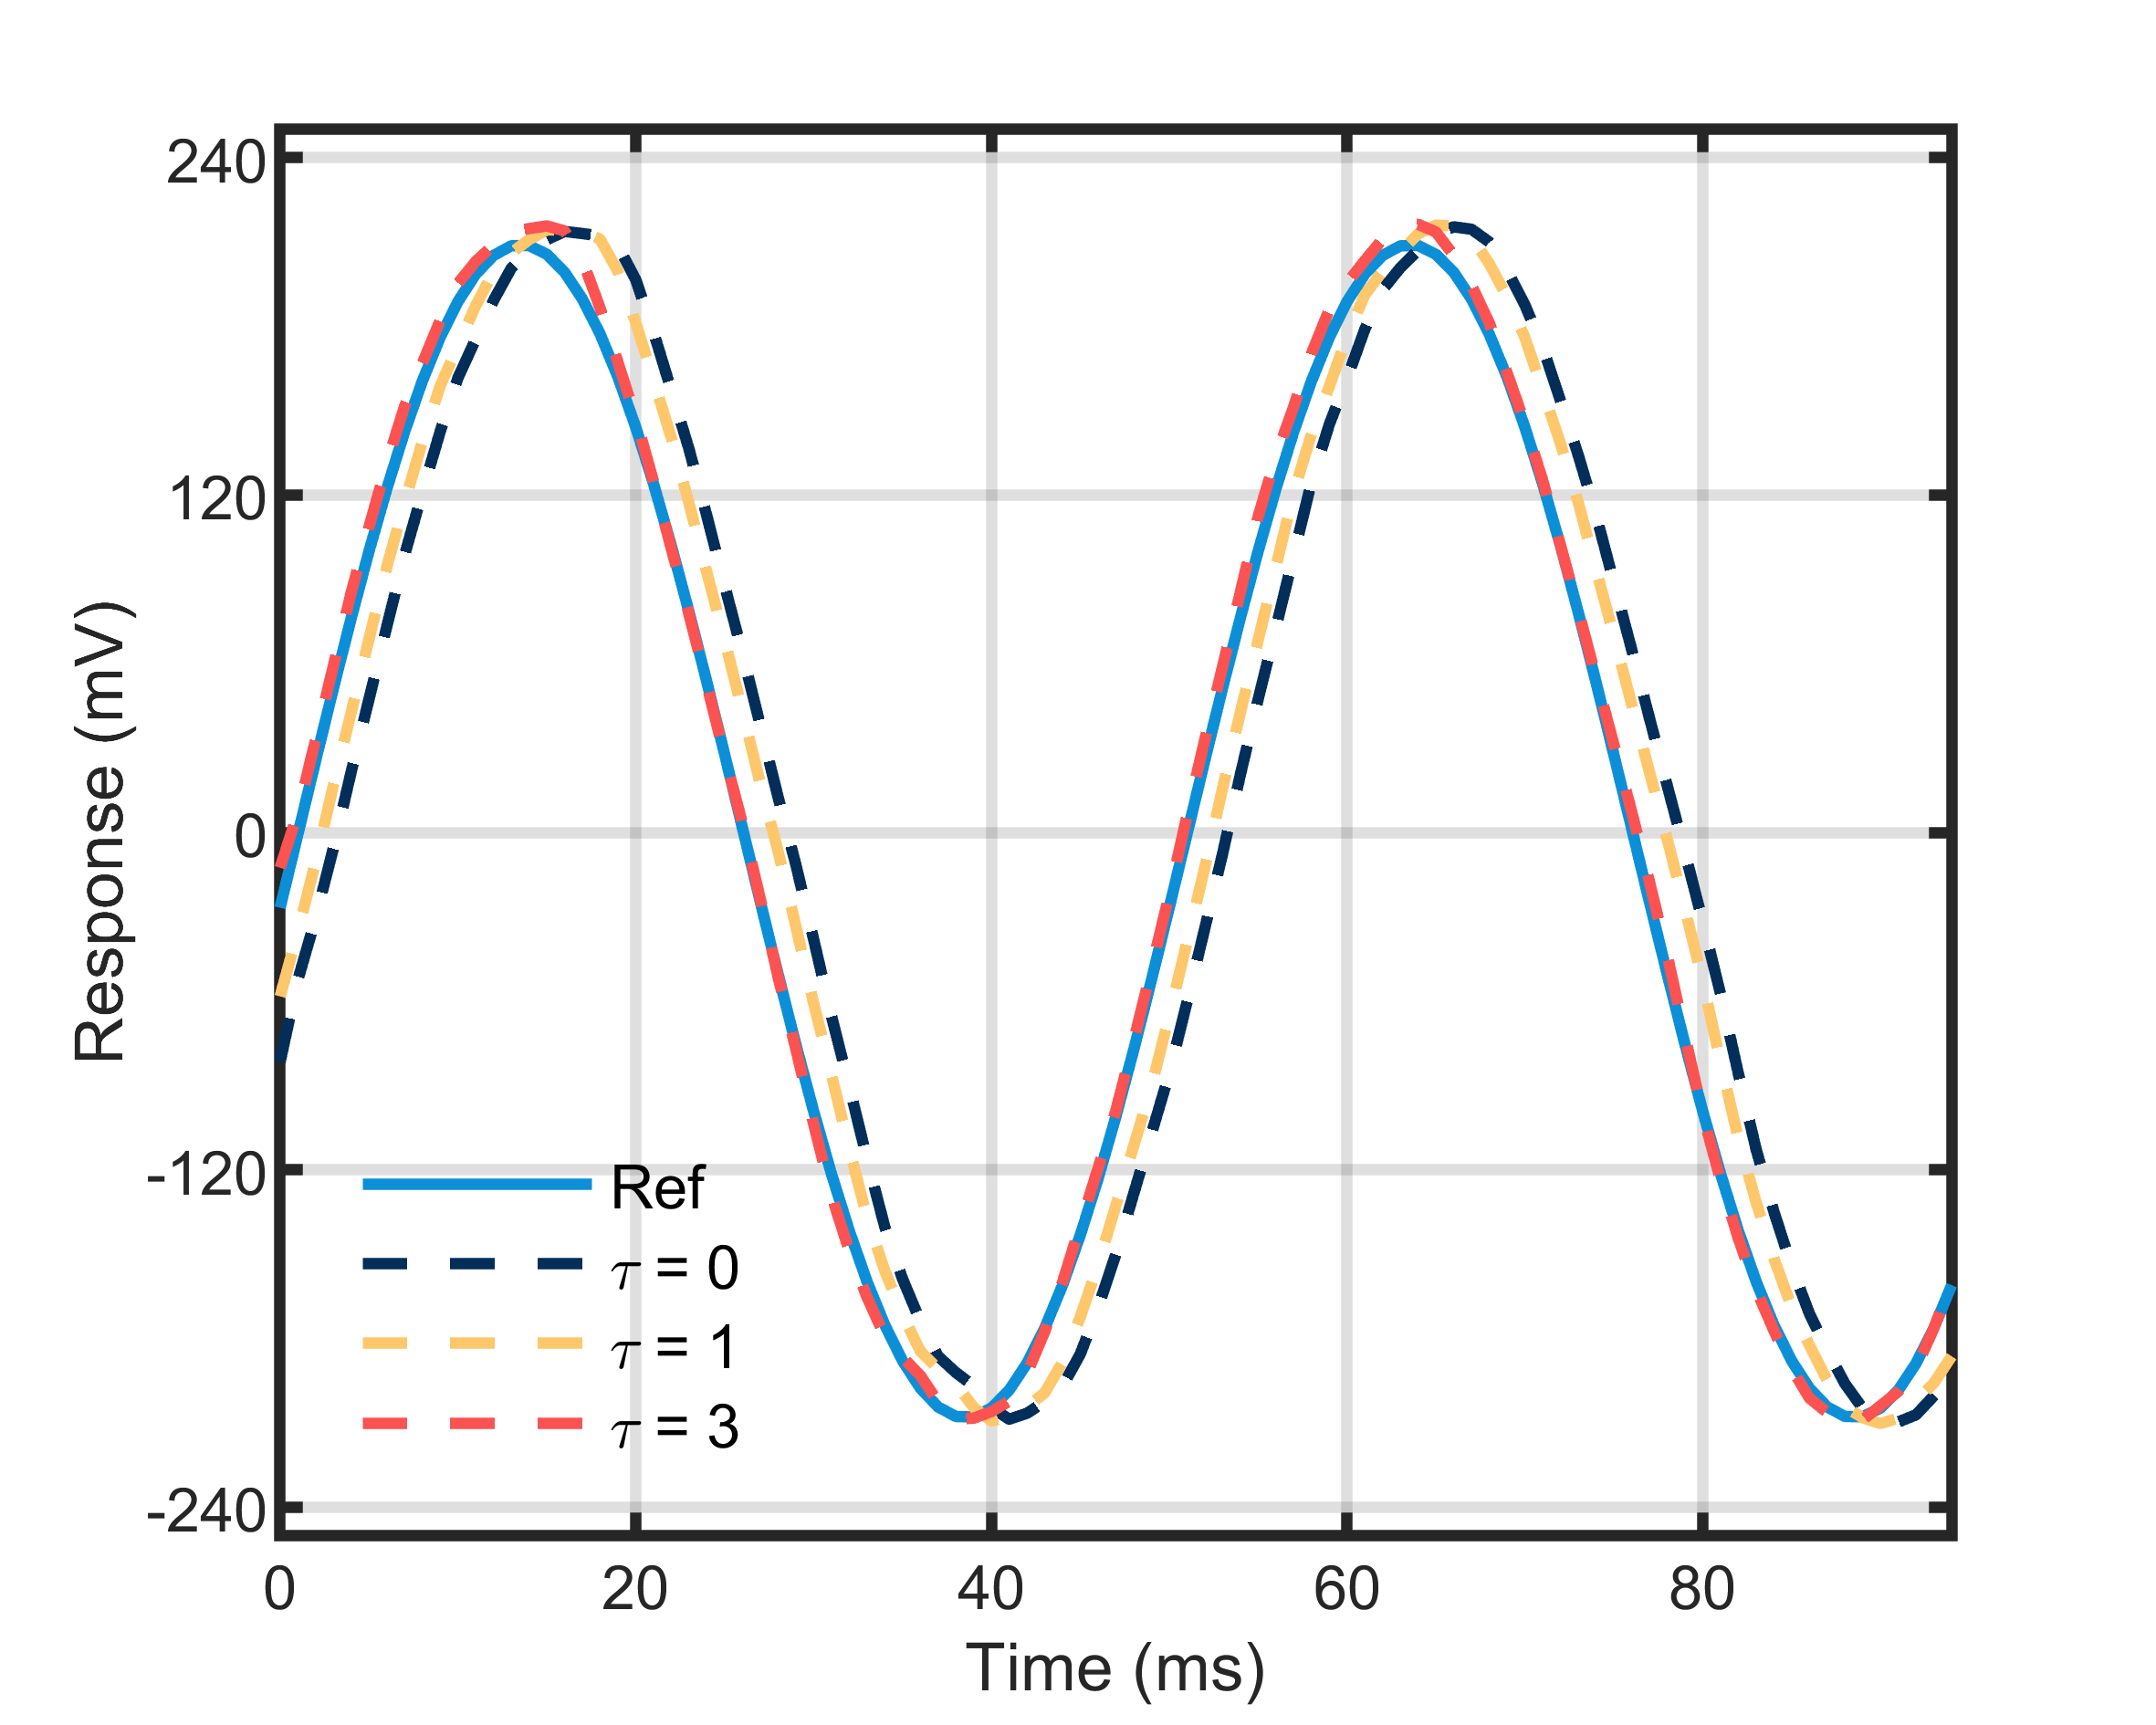 240
120
0
-120
-240
Response (mV)
Ref
τ = 0
τ = 1
τ = 3
0 20 40 60 80
Time (ms)